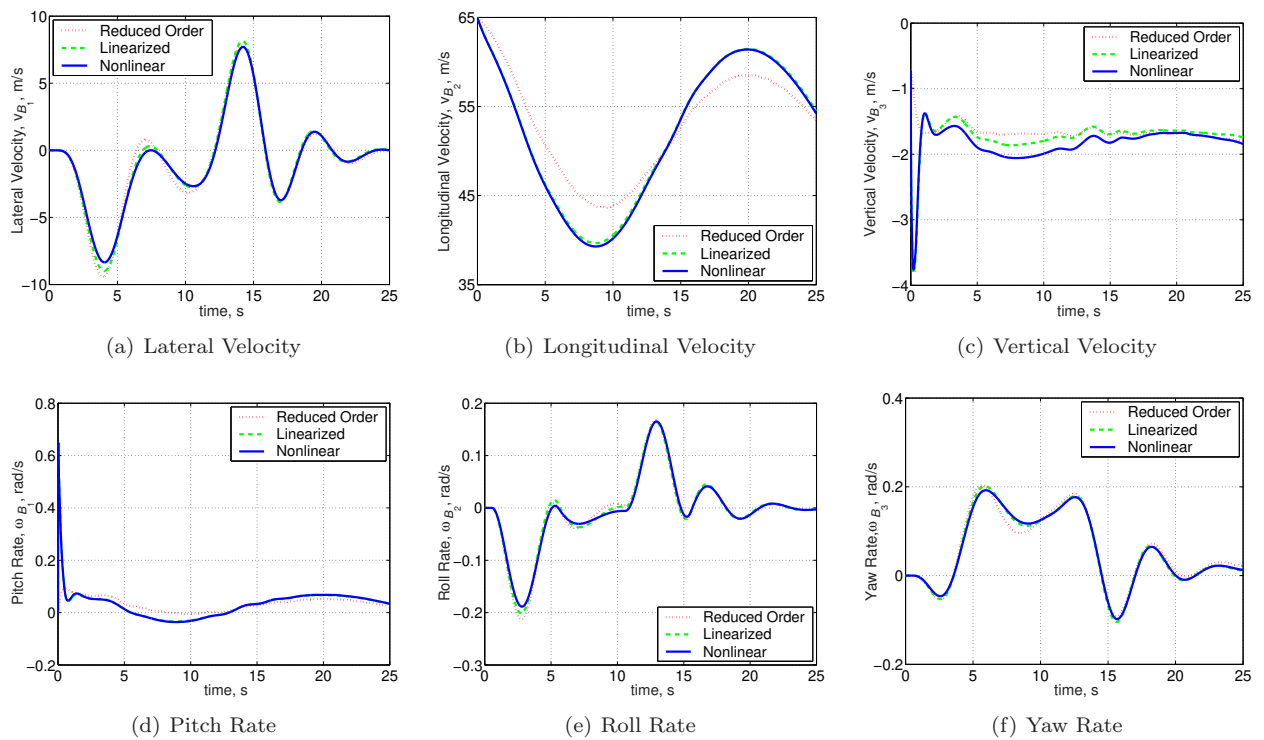 10
5
0
−5
−10
Lateral Velocity, v_B_1, m/s
Reduced Order
Linearized
Nonlinear
0 5 10 15 20 25
time, s
(a) Lateral Velocity
65
55
45
35
Longitudinal Velocity, v_B_2, m/s
Reduced Order
Linearized
Nonlinear
0 5 10 15 20 25
time, s
(b) Longitudinal Velocity
0
−1
−2
−3
−4
Vertical Velocity, v_B_3, m/s
Reduced Order
Linearized
Nonlinear
0 5 10 15 20 25
time, s
(c) Vertical Velocity
0.8
0.6
0.4
0.2
0
−0.2
Pitch Rate, ω_B_1, rad/s
Reduced Order
Linearized
Nonlinear
0 5 10 15 20 25
time, s
(d) Pitch Rate
0.2
0.1
0
−0.1
−0.2
−0.3
Roll Rate, ω_B_2, rad/s
Reduced Order
Linearized
Nonlinear
0 5 10 15 20 25
time, s
(e) Roll Rate
0.4
0.2
0
−0.2
Yaw Rate,ω_B_3, rad/s
Reduced Order
Linearized
Nonlinear
0 5 10 15 20 25
time, s
(f) Yaw Rate